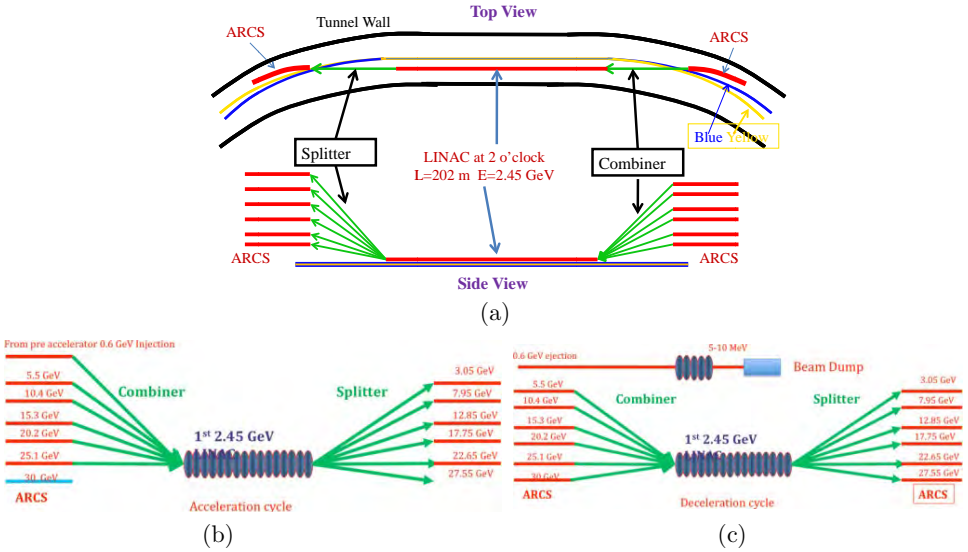 Top View
Tunnel Wall
ARCS
ARCS
Blue Yellow
Splitter
Combiner
LINAC at 2 o'clock
L=202 m E=2.45 GeV
ARCS
ARCS
Side View
(a)
From pre accelerator 0.6 GeV Injection
5.5 GeV
10.4 GeV
15.3 GeV
20.2 GeV
25.1 GeV
30 GeV
ARCS
Combiner
1st 2.45 GeV
LINAC
Splitter
3.05 GeV
7.95 GeV
12.85 GeV
17.75 GeV
22.65 GeV
27.55 GeV
Acceleration cycle
(b)
0.6 GeV ejection
5-10 MeV
Beam Dump
5.5 GeV
10.4 GeV
15.3 GeV
20.2 GeV
25.1 GeV
30 GeV
ARCS
Combiner
1st 2.45 GeV
LINAC
Splitter
3.05 GeV
7.95 GeV
12.85 GeV
17.75 GeV
22.65 GeV
27.55 GeV
ARCS
Deceleration cycle
(c)